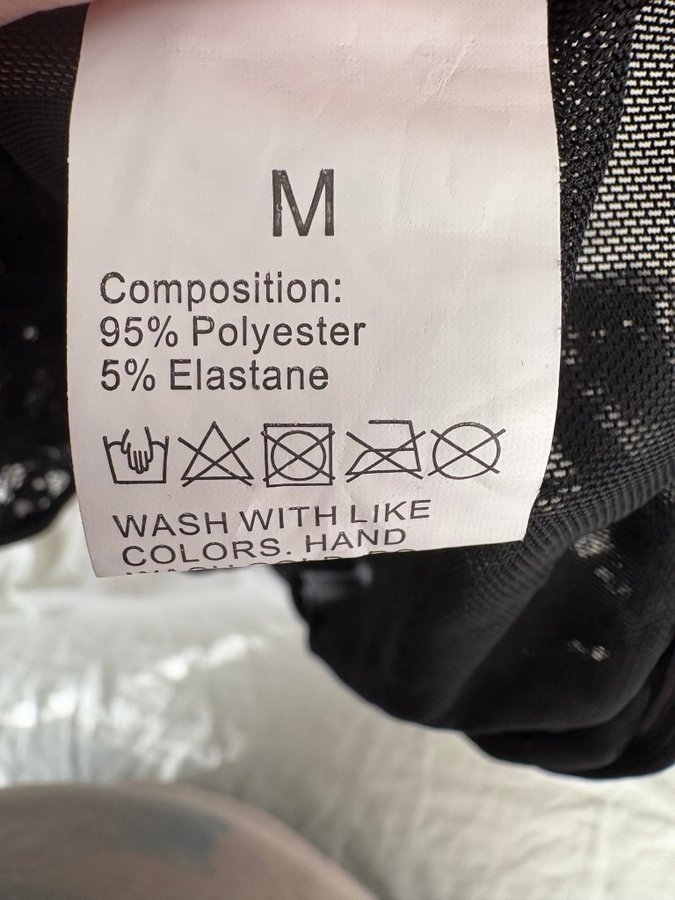 M
Composition:
95% Polyester
5% Elastane
WASH WITH LIKE
COLORS. HAND